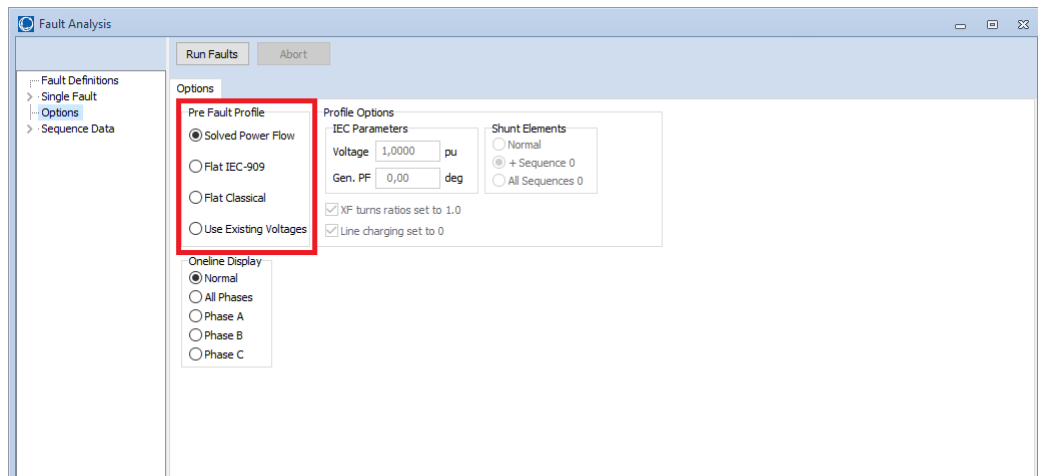 Fault Analysis
Run Faults Abort
Fault Definitions
Single Fault
Options
Sequence Data
Options
Pre Fault Profile
Solved Power Flow
Flat IEC-909
Flat Classical
Use Existing Voltages
Profile Options
IEC Parameters
Voltage 1,0000 pu
Gen. PF 0,00 deg
Shunt Elements
Normal
+ Sequence 0
All Sequences 0
XF turns ratios set to 1.0
Line charging set to 0
Oneline Display
Normal
All Phases
Phase A
Phase B
Phase C